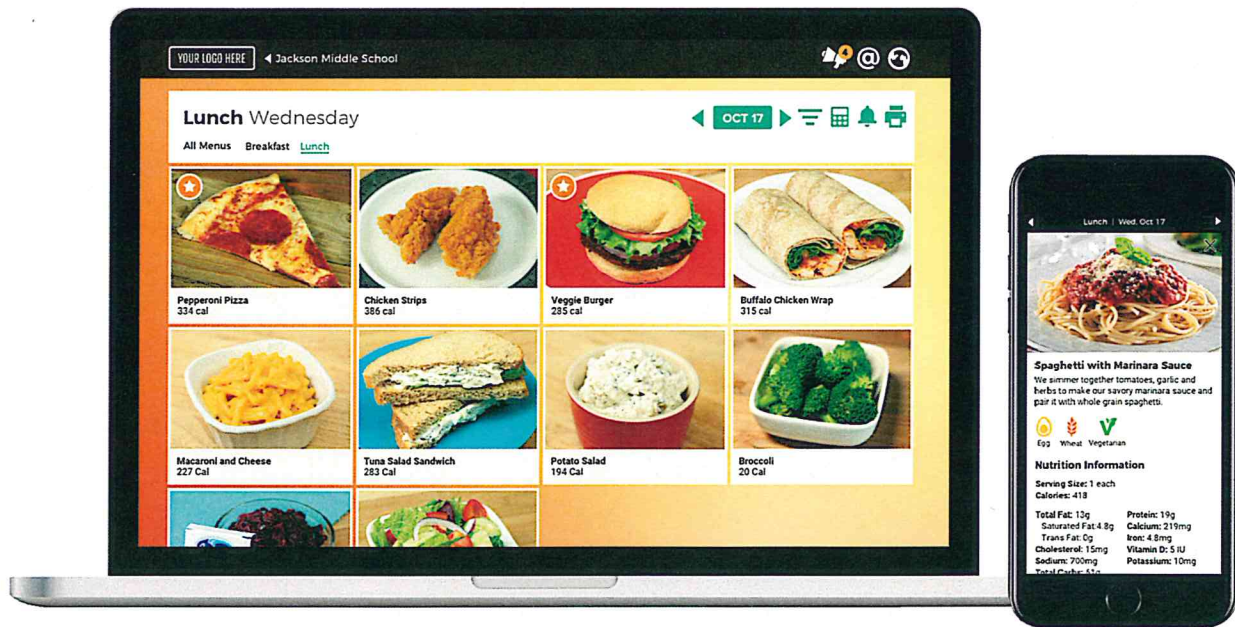 YOUR LOGO HERE
Jackson Middle School
4
Lunch Wednesday
OCT 17
All Menus Breakfast Lunch
Pepperoni Pizza
334 cal
Chicken Strips
386 cal
Veggie Burger
285 cal
Buffalo Chicken Wrap
315 cal
Macaroni and Cheese
227 Cal
Tuna Salad Sandwich
283 Cal
Potato Salad
194 Cal
Broccoli
20 Cal
Lunch | Wed, Oct 17
Spaghetti with Marinara Sauce
We simmer together tomatoes, garlic and
herbs to make our savory marinara sauce and
pair it with whole grain spaghetti.
Egg Wheat Vegetarian
Nutrition Information
Serving Size: 1 each
Calories: 418
Total Fat: 13g
Saturated Fat:4.8g
Trans Fat: 0g
Cholesterol: 15mg
Sodium: 700mg
Total Carbs: 61g
Protein: 19g
Calcium: 219mg
Iron: 4.8mg
Vitamin D: 5 IU
Potassium: 10mg